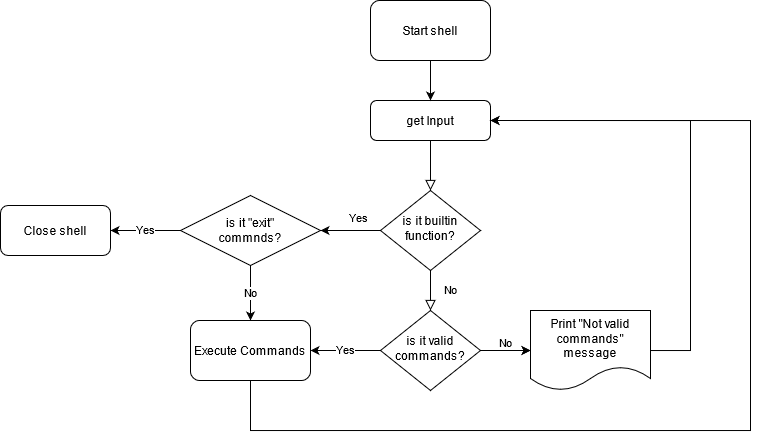 Start shell
get Input
is it builtin
function?
Yes
is it "exit"
commnds?
Yes
Close shell
No
No
Execute Commands
Yes
is it valid
commands?
No
Print "Not valid
commands"
message